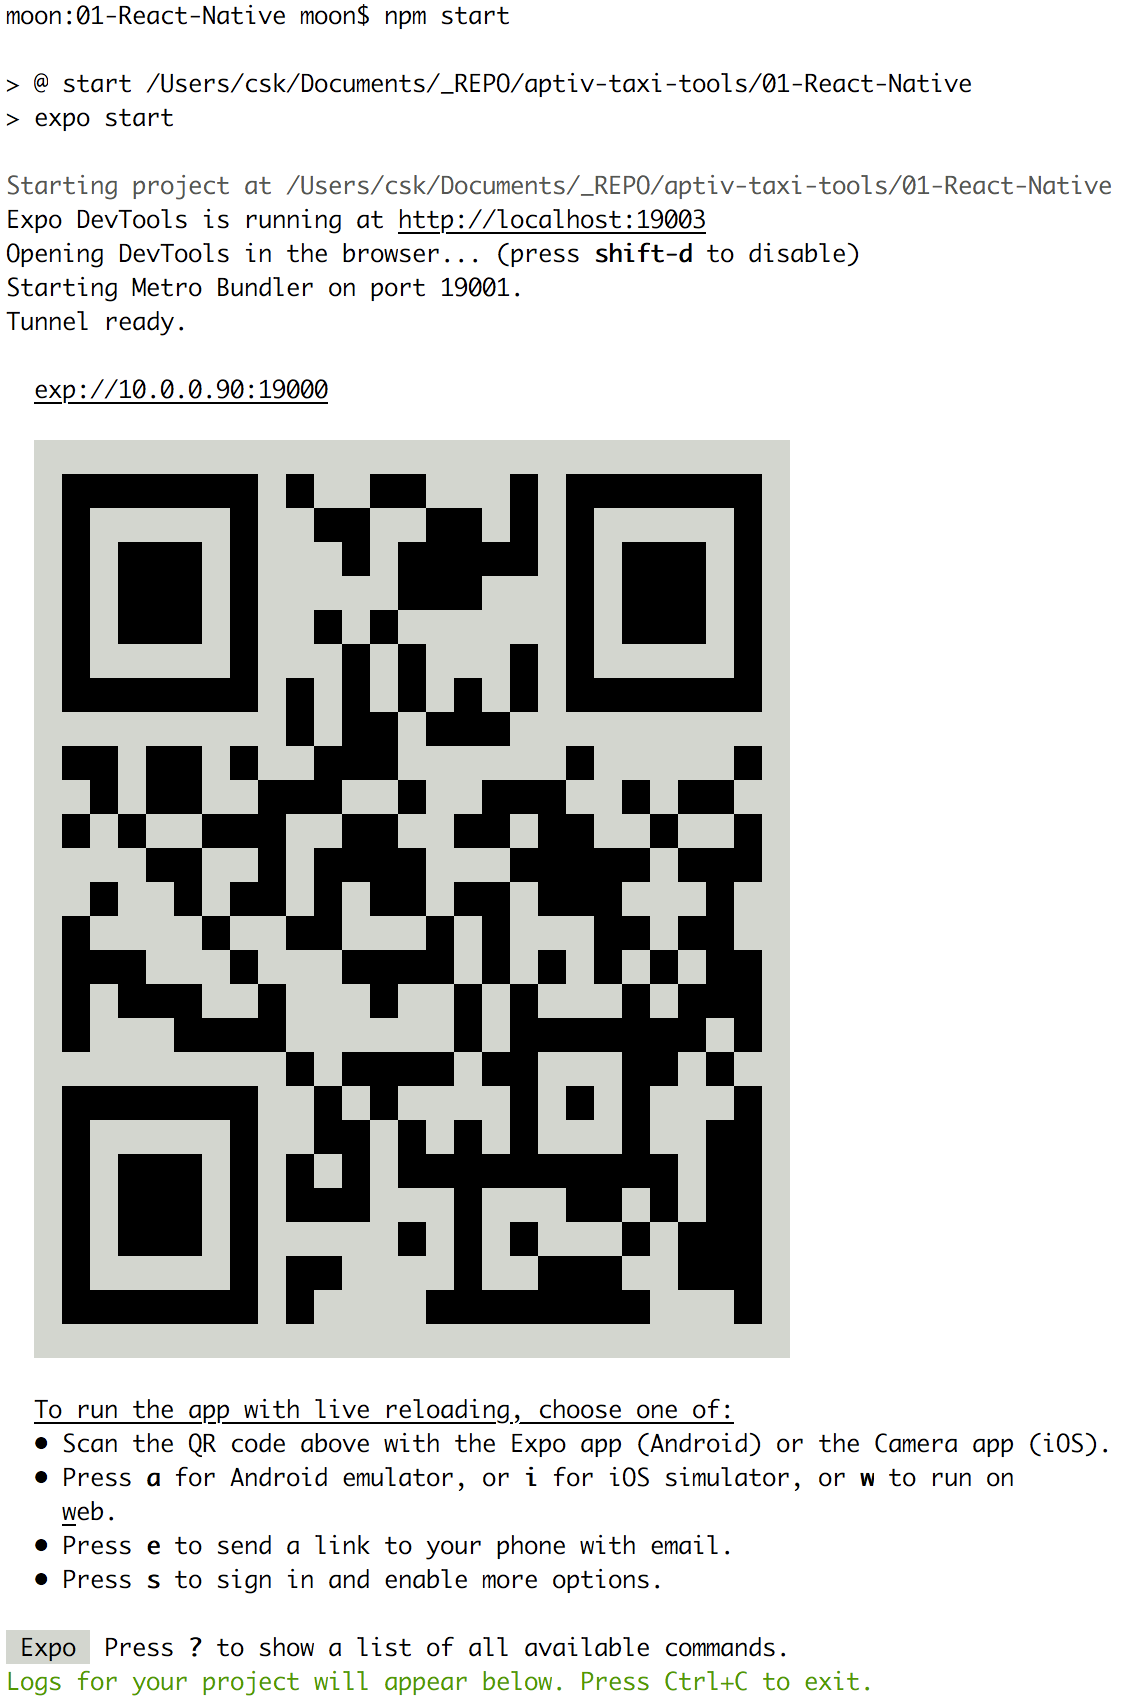 moon:01-React-Native moon$ npm start
> @ start /Users/csk/Documents/_REPO/aptiv-taxi-tools/01-React-Native
> expo start
Starting project at /Users/csk/Documents/_REPO/aptiv-taxi-tools/01-React-Native
Expo DevTools is running at http://localhost:19003
Opening DevTools in the browser... (press shift-d to disable)
Starting Metro Bundler on port 19001.
Tunnel ready.
exp://10.0.0.90:19000
To run the app with live reloading, choose one of:
• Scan the QR code above with the Expo app (Android) or the Camera app (iOS).
• Press a for Android emulator, or i for iOS simulator, or w to run on
web.
• Press e to send a link to your phone with email.
• Press s to sign in and enable more options.
Expo Press ? to show a list of all available commands.
Logs for your project will appear below. Press Ctrl+C to exit.